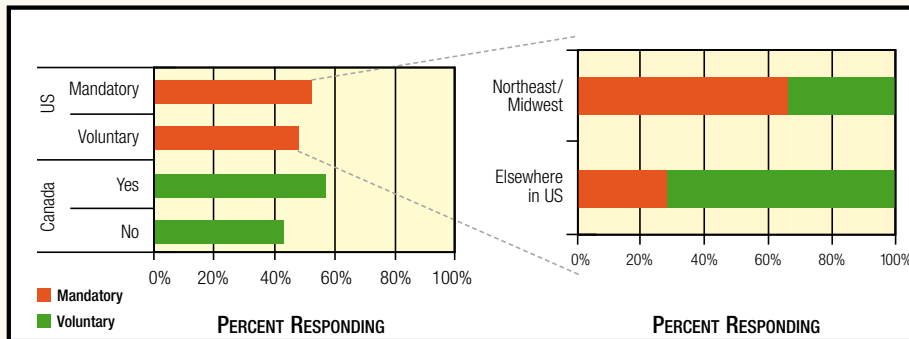 US
Mandatory
Voluntary
Canada
Yes
No
0% 20% 40% 60% 80% 100%
Mandatory
Voluntary
PERCENT RESPONDING
Northeast/
Midwest
Elsewhere
in US
0% 20% 40% 60% 80% 100%
PERCENT RESPONDING